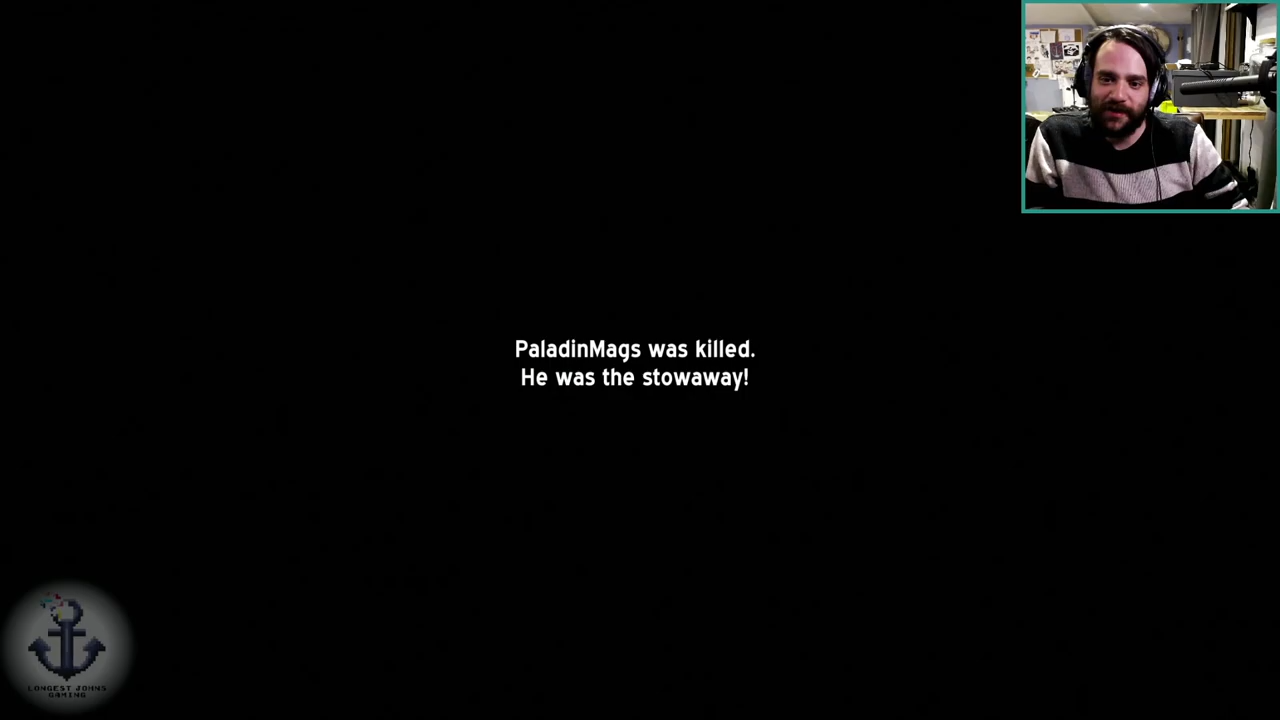 PaladinMags was killed.
He was the stowaway!
LONGEST JOHNS
GAMING